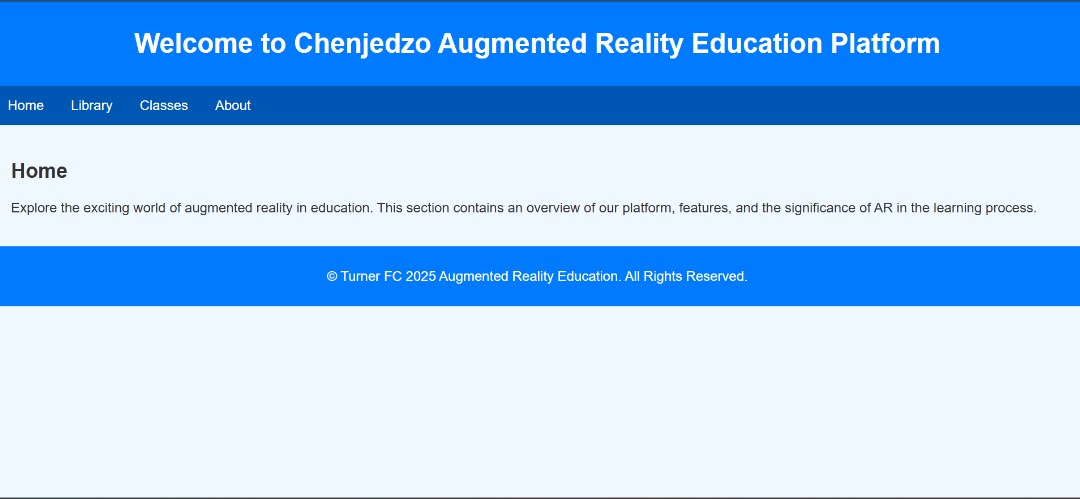 Welcome to Chenjedzo Augmented Reality Education Platform
Home Library Classes About
Home
Explore the exciting world of augmented reality in education. This section contains an overview of our platform, features, and the significance of AR in the learning process.
© Turner FC 2025 Augmented Reality Education. All Rights Reserved.